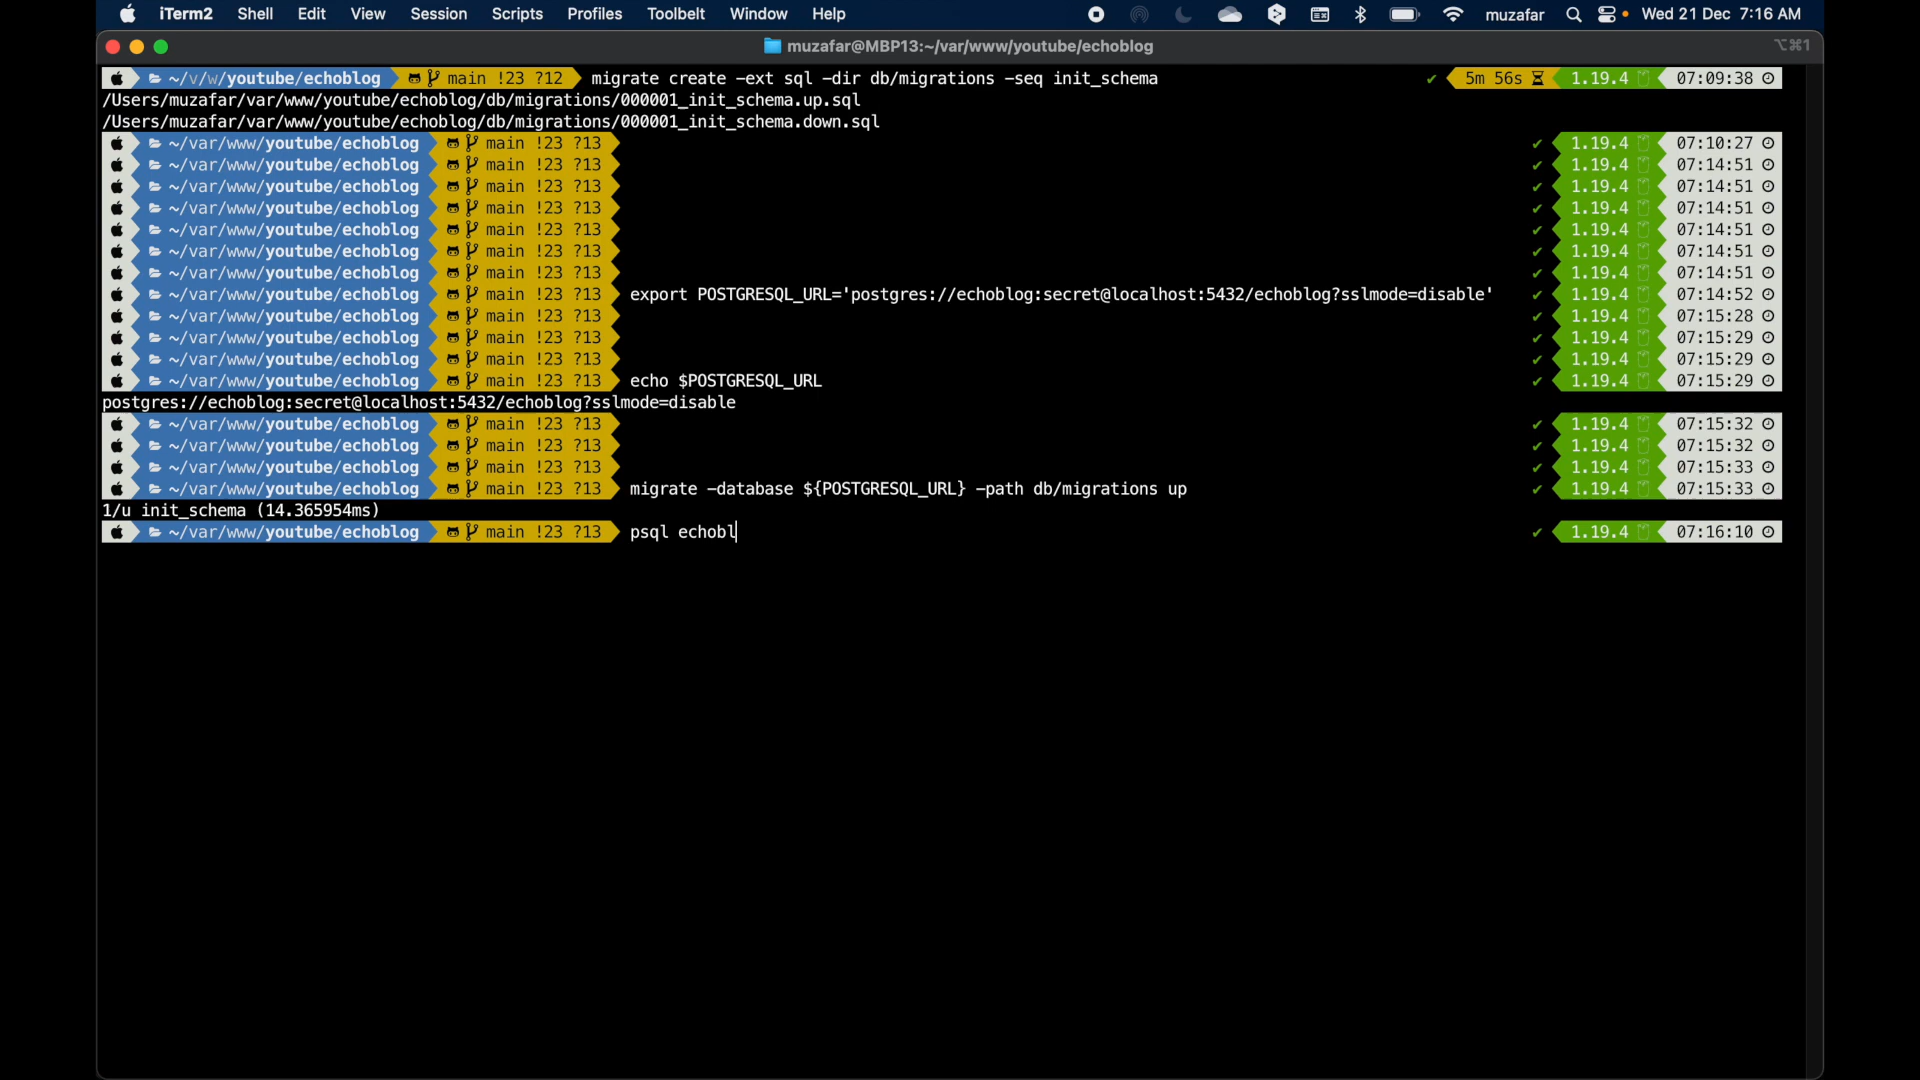 iTerm2 Shell Edit View Session Scripts Profiles Toolbelt Window Help muzafar Wed 21 Dec 7:16 AM
muzafar@MBP13:~/var/www/youtube/echoblog ⌥⌘1
~/v/w/youtube/echoblog main !23 ?12 migrate create -ext sql -dir db/migrations -seq init_schema ✔ 5m 56s 1.19.4 07:09:38
/Users/muzafar/var/www/youtube/echoblog/db/migrations/000001_init_schema.up.sql
/Users/muzafar/var/www/youtube/echoblog/db/migrations/000001_init_schema.down.sql
~/var/www/youtube/echoblog main !23 ?13 ✔ 1.19.4 07:10:27
~/var/www/youtube/echoblog main !23 ?13 ✔ 1.19.4 07:14:51
~/var/www/youtube/echoblog main !23 ?13 ✔ 1.19.4 07:14:51
~/var/www/youtube/echoblog main !23 ?13 ✔ 1.19.4 07:14:51
~/var/www/youtube/echoblog main !23 ?13 ✔ 1.19.4 07:14:51
~/var/www/youtube/echoblog main !23 ?13 ✔ 1.19.4 07:14:51
~/var/www/youtube/echoblog main !23 ?13 ✔ 1.19.4 07:14:51
~/var/www/youtube/echoblog main !23 ?13 export POSTGRESQL_URL='postgres://echoblog:secret@localhost:5432/echoblog?sslmode=disable' ✔ 1.19.4 07:14:52
~/var/www/youtube/echoblog main !23 ?13 ✔ 1.19.4 07:15:28
~/var/www/youtube/echoblog main !23 ?13 ✔ 1.19.4 07:15:29
~/var/www/youtube/echoblog main !23 ?13 ✔ 1.19.4 07:15:29
~/var/www/youtube/echoblog main !23 ?13 echo $POSTGRESQL_URL ✔ 1.19.4 07:15:29
postgres://echoblog:secret@localhost:5432/echoblog?sslmode=disable
~/var/www/youtube/echoblog main !23 ?13 ✔ 1.19.4 07:15:32
~/var/www/youtube/echoblog main !23 ?13 ✔ 1.19.4 07:15:32
~/var/www/youtube/echoblog main !23 ?13 ✔ 1.19.4 07:15:33
~/var/www/youtube/echoblog main !23 ?13 migrate -database ${POSTGRESQL_URL} -path db/migrations up ✔ 1.19.4 07:15:33
1/u init_schema (14.365954ms)
~/var/www/youtube/echoblog main !23 ?13 psql echobl ✔ 1.19.4 07:16:10